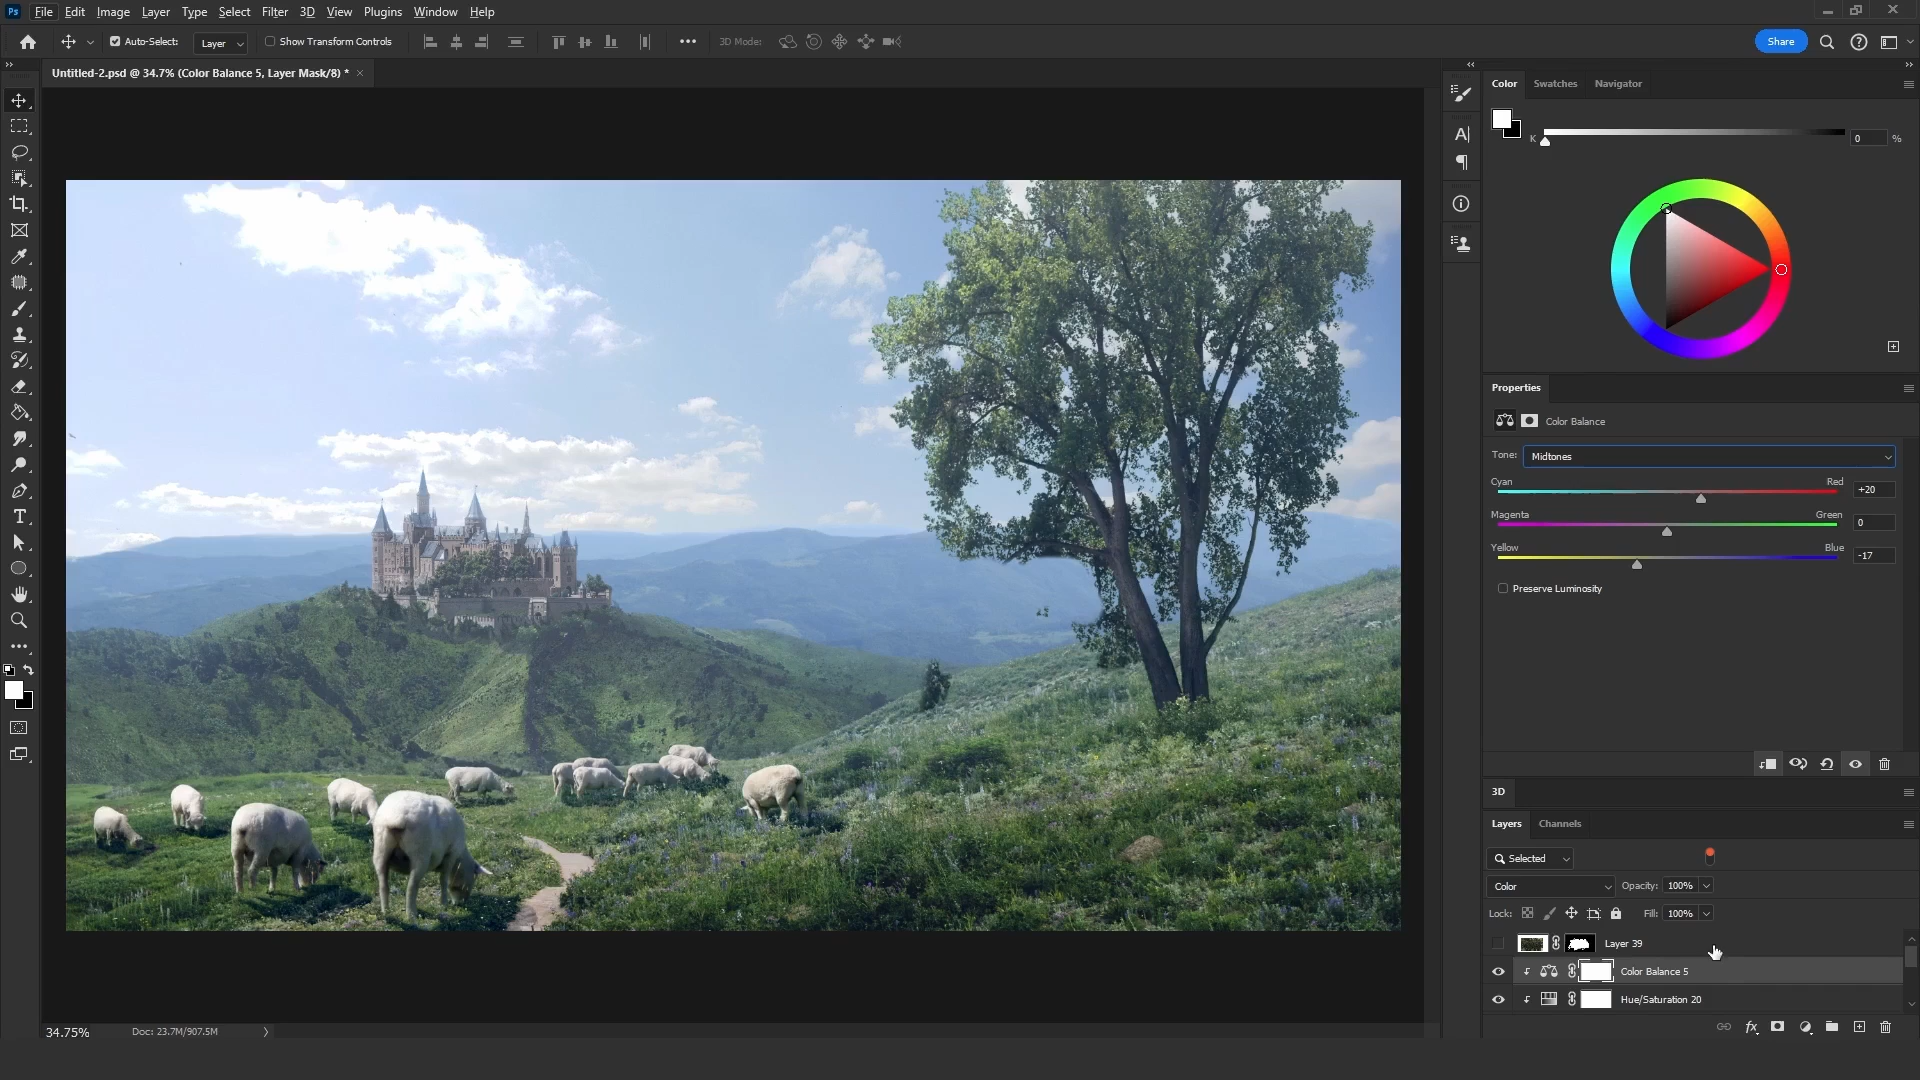 Ps File Edit Image Layer Type Select Filter 3D View Plugins Window Help
Auto-Select: Layer Show Transform Controls 3D Mode: Share
Untitled-2.psd @ 34.7% (Color Balance 5, Layer Mask/8) *
Color Swatches Navigator
K 0 %
Properties
Color Balance
Tone: Midtones
Cyan Red +20
Magenta Green 0
Yellow Blue -17
Preserve Luminosity
3D
Layers Channels
Selected
Color Opacity: 100%
Lock: Fill: 100%
Layer 39
Color Balance 5
Hue/Saturation 20
34.75% Doc: 23.7M/907.5M